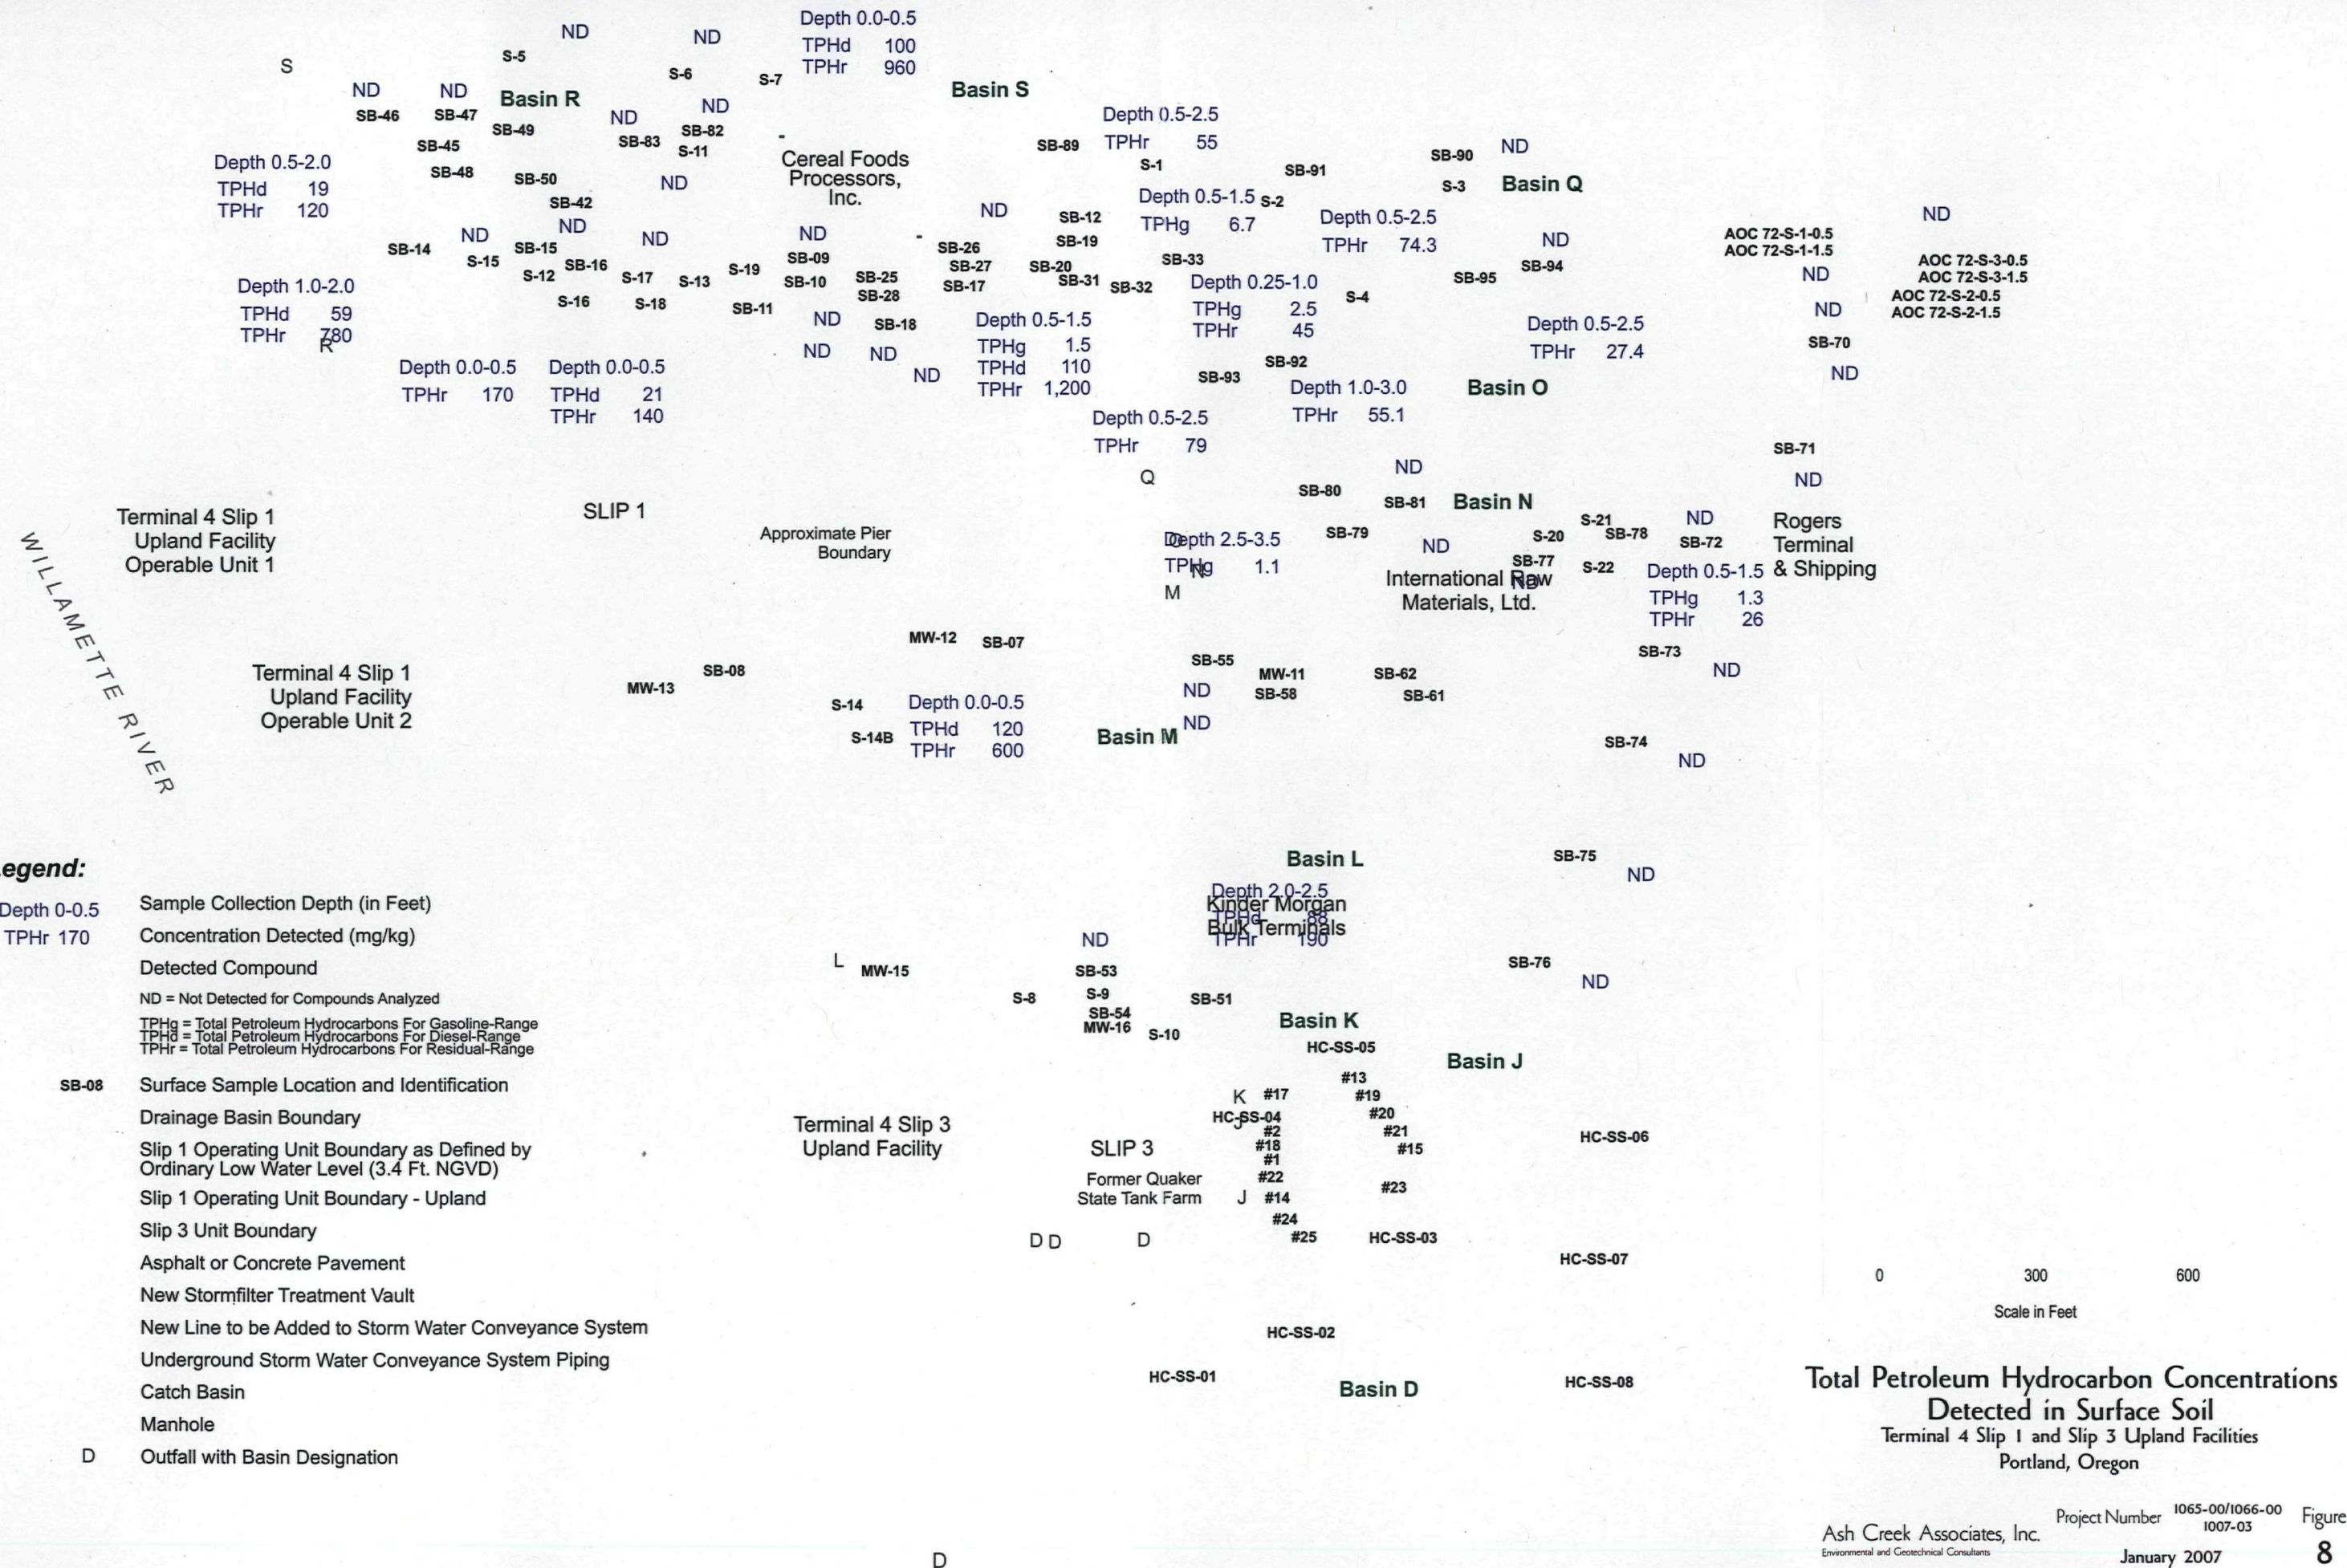 Depth 0.0-0.5
TPHd 100
TPHr 960
ND
ND
S-5
S
S-6
S-7
ND
ND
Basin R
Basin S
ND
ND
SB-46
SB-47
SB-49
SB-83
SB-82
S-11
SB-45
SB-48
SB-50
ND
SB-42
Cereal Foods
Processors,
Inc.
Depth 0.5-2.5
TPHr 55
SB-89
S-1
SB-91
SB-90
ND
S-3
Basin Q
Depth 0.5-2.0
TPHd 19
TPHr 120
Depth 0.5-1.5
TPHg 6.7
S-2
Depth 0.5-2.5
TPHr 74.3
ND
SB-12
SB-19
ND
ND
ND
ND
SB-14
S-15
SB-15
SB-16
S-12
S-17
S-13
S-19
S-16
S-18
SB-11
SB-09
SB-10
SB-25
SB-28
SB-18
SB-26
SB-27
SB-17
SB-20
SB-31
SB-32
SB-33
ND
SB-94
SB-95
S-4
AOC 72-S-1-0.5
AOC 72-S-1-1.5
ND
ND
AOC 72-S-3-0.5
AOC 72-S-3-1.5
AOC 72-S-2-0.5
AOC 72-S-2-1.5
ND
SB-70
ND
Depth 1.0-2.0
TPHd 59
TPHr 780
R
Depth 0.25-1.0
TPHg 2.5
TPHr 45
ND
ND
ND
ND
Depth 0.5-1.5
TPHg 1.5
TPHd 110
TPHr 1,200
Depth 0.5-2.5
TPHr 27.4
SB-92
SB-93
Depth 1.0-3.0
TPHr 55.1
Basin O
Depth 0.0-0.5
TPHr 170
Depth 0.0-0.5
TPHd 21
TPHr 140
Depth 0.5-2.5
TPHr 79
Q
ND
SB-71
ND
SB-80
SB-81
Basin N
Terminal 4 Slip 1
Upland Facility
Operable Unit 1
SLIP 1
Approximate Pier
Boundary
Depth 2.5-3.5
TPHg 1.1
O
N
M
SB-79
ND
S-21
S-20
SB-78
SB-77
S-22
ND
ND
SB-72
Rogers
Terminal
& Shipping
International Raw
Materials, Ltd.
Depth 0.5-1.5
TPHg 1.3
TPHr 26
WILLAMETTE RIVER
MW-12
SB-07
SB-08
MW-13
Terminal 4 Slip 1
Upland Facility
Operable Unit 2
S-14
S-14B
Depth 0.0-0.5
TPHd 120
TPHr 600
SB-55
ND
MW-11
SB-58
SB-62
SB-61
ND
Basin M
SB-73
ND
SB-74
ND
Basin L
SB-75
ND
Depth 2.0-2.5
TPHd 88
TPHr 190
Kinder Morgan
Bulk Terminals
ND
SB-53
L
MW-15
S-8
S-9
SB-54
MW-16
SB-51
S-10
SB-76
ND
Basin K
HC-SS-05
Basin J
#13
K
#17
#19
HC-SS-04
J
#20
#2
#21
#18
#15
#1
#22
#23
J
#14
#24
#25
HC-SS-03
HC-SS-06
HC-SS-07
Terminal 4 Slip 3
Upland Facility
SLIP 3
Former Quaker
State Tank Farm
D D
D
HC-SS-02
HC-SS-01
Basin D
HC-SS-08
D
egend:
Depth 0-0.5 Sample Collection Depth (in Feet)
TPHr 170 Concentration Detected (mg/kg)
Detected Compound
ND = Not Detected for Compounds Analyzed
TPHg = Total Petroleum Hydrocarbons For Gasoline-Range
TPHd = Total Petroleum Hydrocarbons For Diesel-Range
TPHr = Total Petroleum Hydrocarbons For Residual-Range
SB-08 Surface Sample Location and Identification
Drainage Basin Boundary
Slip 1 Operating Unit Boundary as Defined by
Ordinary Low Water Level (3.4 Ft. NGVD)
Slip 1 Operating Unit Boundary - Upland
Slip 3 Unit Boundary
Asphalt or Concrete Pavement
New Stormfilter Treatment Vault
New Line to be Added to Storm Water Conveyance System
Underground Storm Water Conveyance System Piping
Catch Basin
Manhole
D Outfall with Basin Designation
0 300 600
Scale in Feet
Total Petroleum Hydrocarbon Concentrations
Detected in Surface Soil
Terminal 4 Slip 1 and Slip 3 Upland Facilities
Portland, Oregon
Ash Creek Associates, Inc.
Environmental and Geotechnical Consultants
Project Number 1065-00/1066-00
1007-03
January 2007
Figure
8